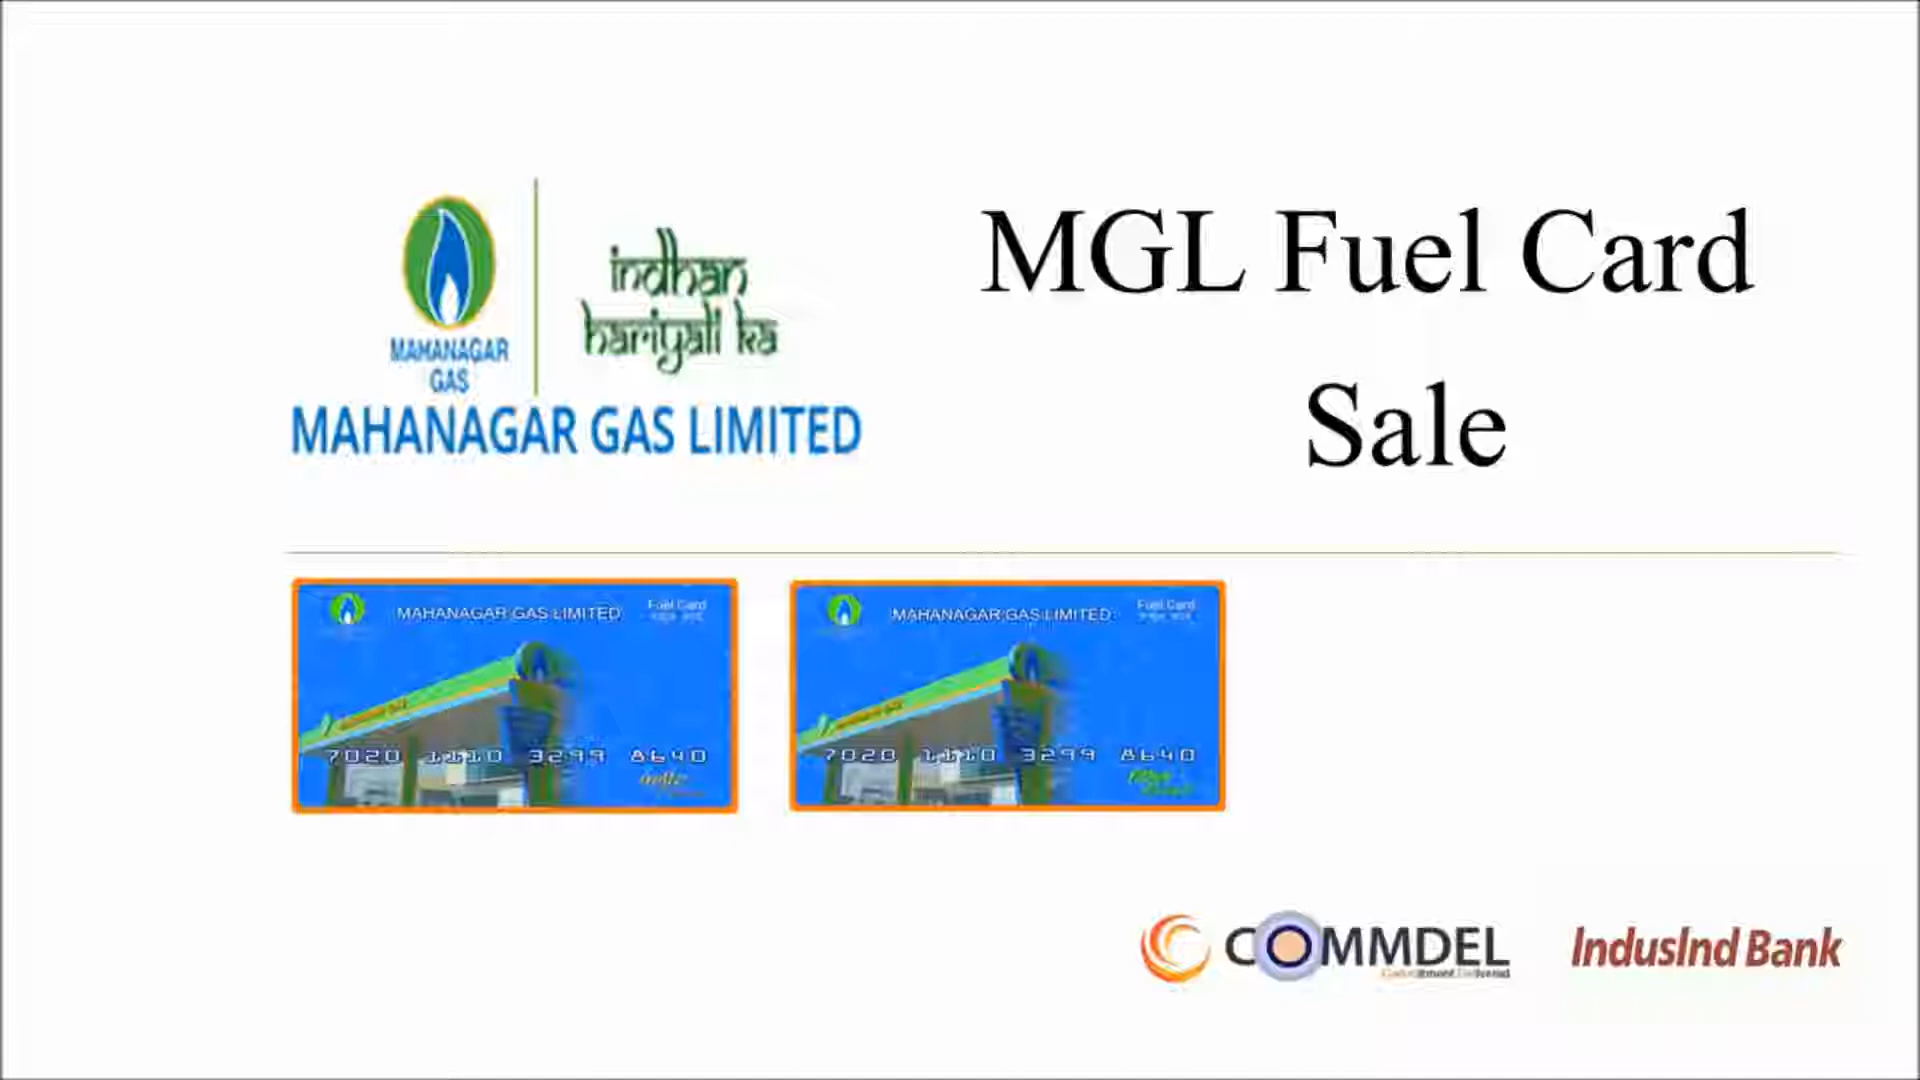 MAHANAGAR
GAS
indhan
hariyali ka
MAHANAGAR GAS LIMITED
MGL Fuel Card
Sale
MAHANAGAR GAS LIMITED
Fuel Card
7020 1110 3299 8640
MAHANAGAR GAS LIMITED
Fuel Card
7020 1110 3299 8640
COMMDEL
IndusInd Bank